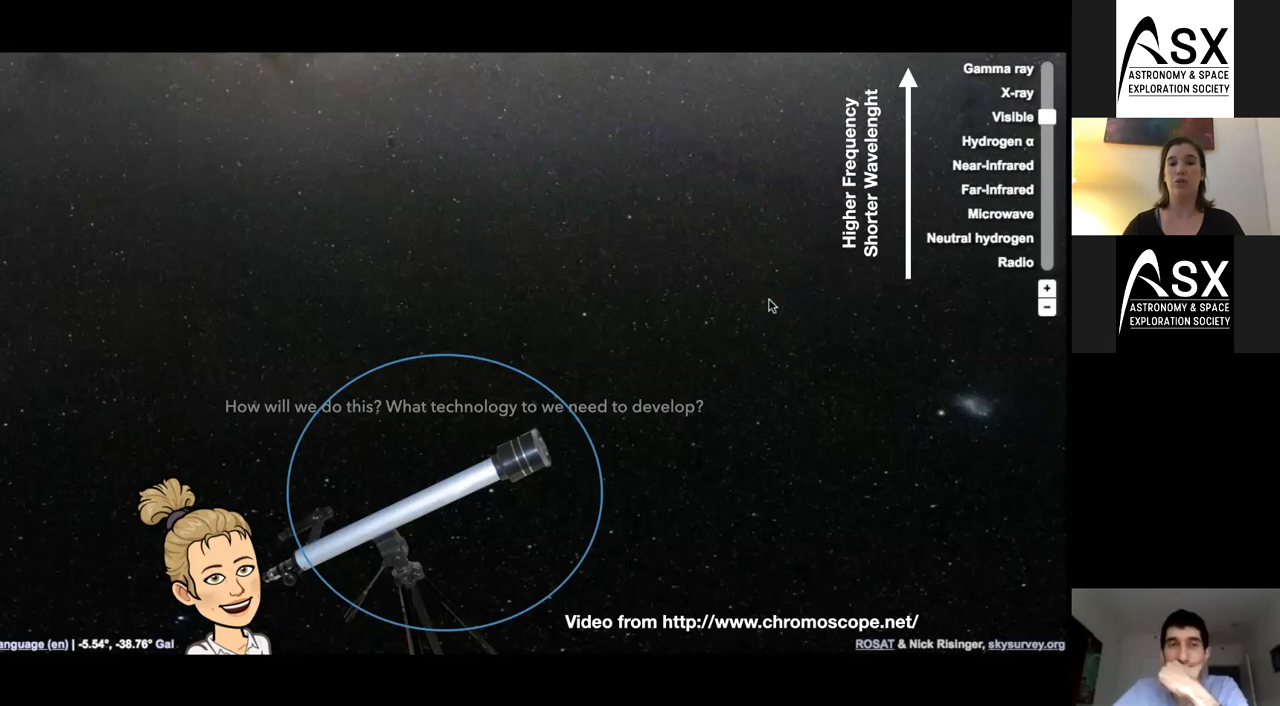 Gamma ray
X-ray
Visible
Hydrogen α
Near-infrared
Far-infrared
Microwave
Neutral hydrogen
Radio
+
−
Higher Frequency
Shorter Wavelenght
How will we do this? What technology to we need to develop?
Video from http://www.chromoscope.net/
anguage (en) | -5.54°, -38.76° Gal
ROSAT & Nick Risinger, skysurvey.org
ASX
ASTRONOMY & SPACE
EXPLORATION SOCIETY
ASX
ASTRONOMY & SPACE
EXPLORATION SOCIETY